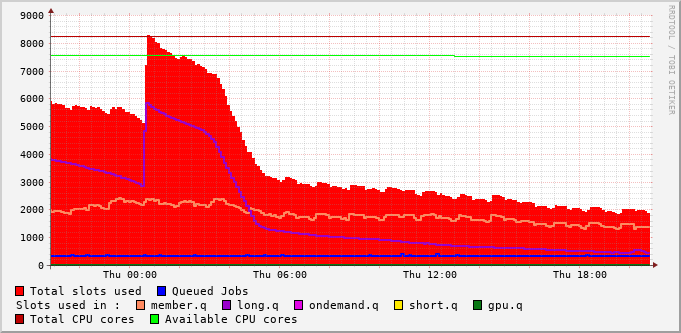 9000
8000
7000
6000
5000
4000
3000
2000
1000
0
Thu 00:00 Thu 06:00 Thu 12:00 Thu 18:00
RRDTOOL / TOBI OETIKER
Total slots used Queued Jobs
Slots used in : member.q long.q ondemand.q short.q gpu.q
Total CPU cores Available CPU cores